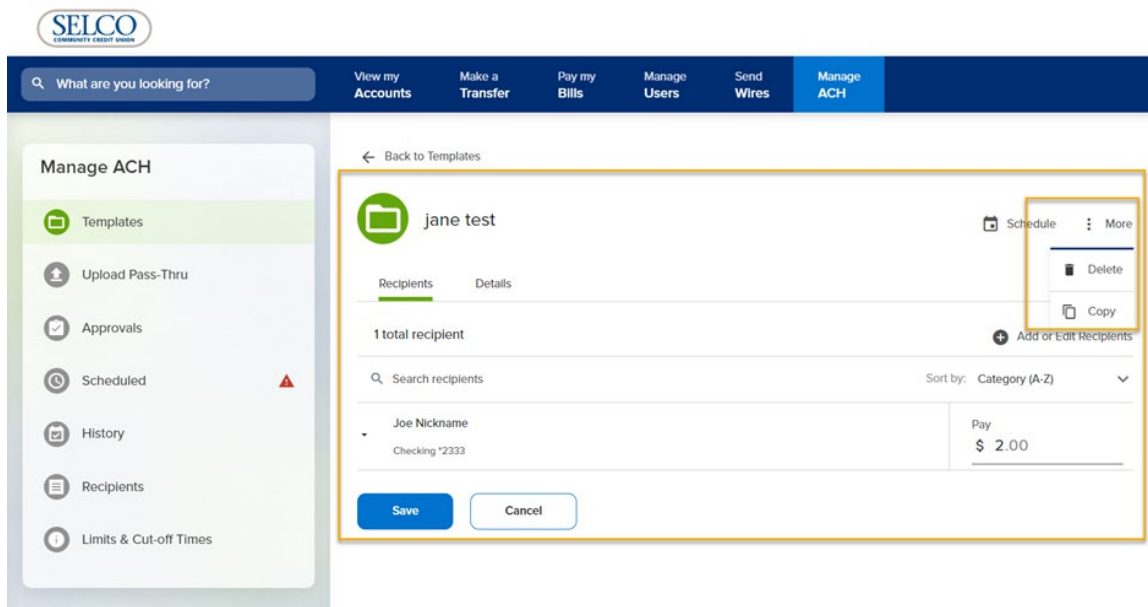 SELCO
COMMUNITY CREDIT UNION
What are you looking for?
View my
Accounts
Make a
Transfer
Pay my
Bills
Manage
Users
Send
Wires
Manage
ACH
Manage ACH
Templates
Upload Pass-Thru
Approvals
Scheduled
History
Recipients
Limits & Cut-off Times
Back to Templates
jane test
Schedule
More
Delete
Copy
Recipients
Details
1 total recipient
Add or Edit Recipients
Search recipients
Sort by: Category (A-Z)
Joe Nickname
Checking *2333
Pay
$ 2.00
Save
Cancel